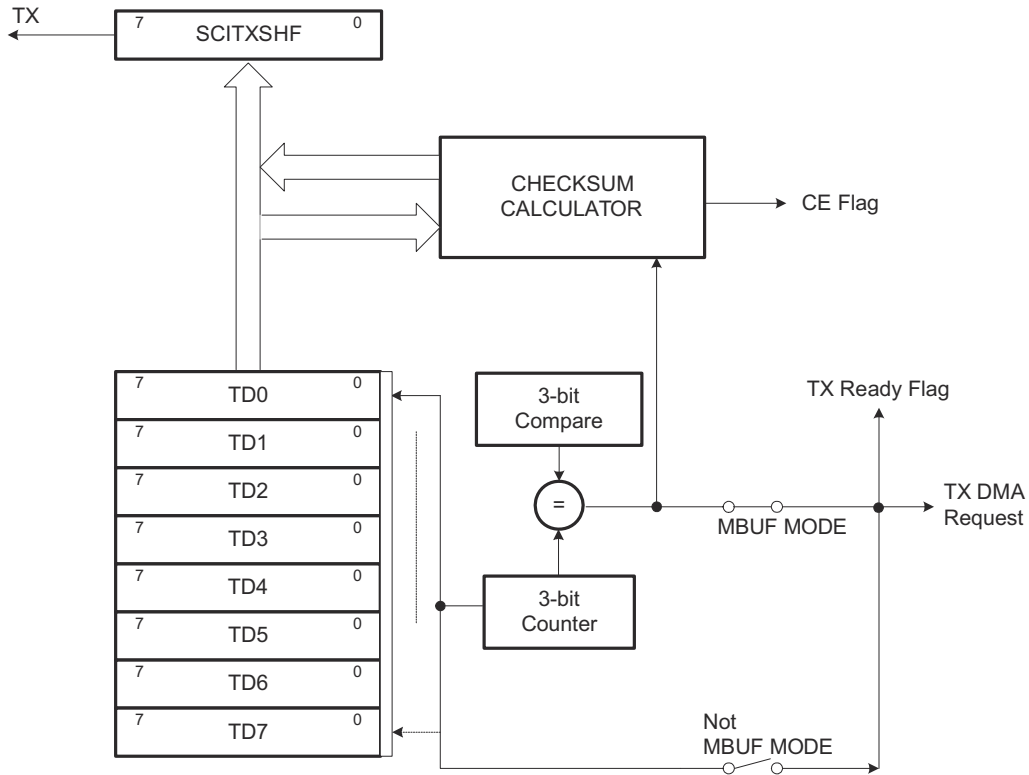 TX
7 SCITXSHF 0
CHECKSUM
CALCULATOR
CE Flag
7 TD0 0
7 TD1 0
7 TD2 0
7 TD3 0
7 TD4 0
7 TD5 0
7 TD6 0
7 TD7 0
3-bit
Compare
=
3-bit
Counter
TX Ready Flag
MBUF MODE
TX DMA
Request
Not
MBUF MODE